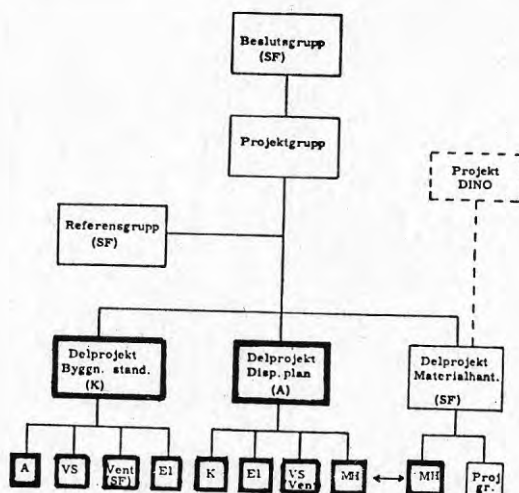 Beslutsgrupp
(SF)
Projektgrupp
Projekt
DINO
Referensgrupp
(SF)
Delprojekt
Byggn. stand.
(K)
Delprojekt
Disp. plan
(A)
Delprojekt
Materialhant.
(SF)
A
VS
Vent
(SF)
El
K
El
VS
Vent
MH
MH
Proj
gr.